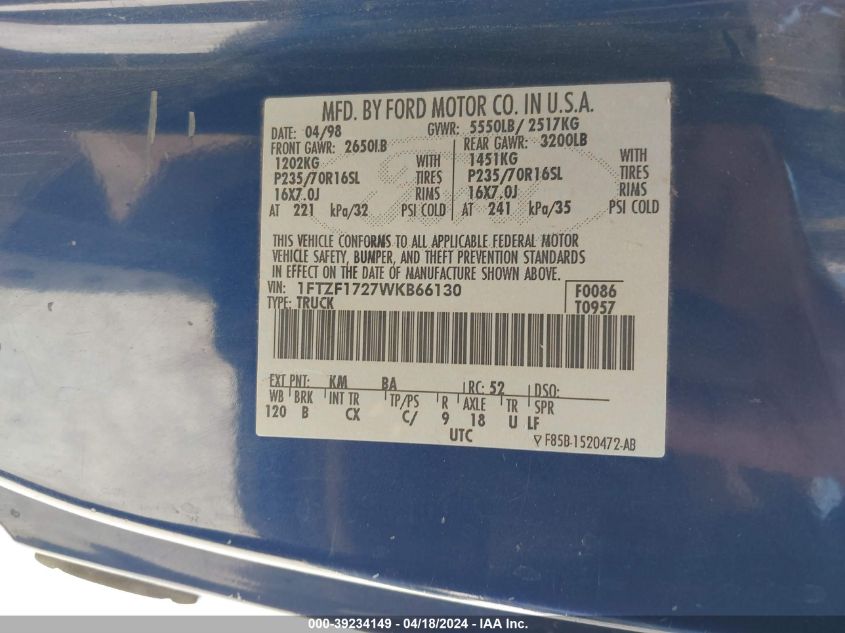 MFD. BY FORD MOTOR CO. IN U.S.A.
DATE: 04/98 GVWR: 5550LB/ 2517KG
FRONT GAWR: 2650LB REAR GAWR: 3200LB
1202KG WITH 1451KG WITH
P235/70R16SL TIRES P235/70R16SL TIRES
16X7.0J RIMS 16X7.0J RIMS
AT 221 kPa/32 PSI COLD AT 241 kPa/35 PSI COLD
THIS VEHICLE CONFORMS TO ALL APPLICABLE FEDERAL MOTOR
VEHICLE SAFETY, BUMPER, AND THEFT PREVENTION STANDARDS
IN EFFECT ON THE DATE OF MANUFACTURE SHOWN ABOVE.
VIN: 1FTZF1727WKB66130 F0086
TYPE: TRUCK T0957
EXT PNT: KM BA RC: 52 DSO:
WB BRK INT TR TP/PS R AXLE TR SPR
120 B CX C/ 9 18 U LF
UTC F85B-1520472-AB
000-39234149 - 04/18/2024 - IAA Inc.